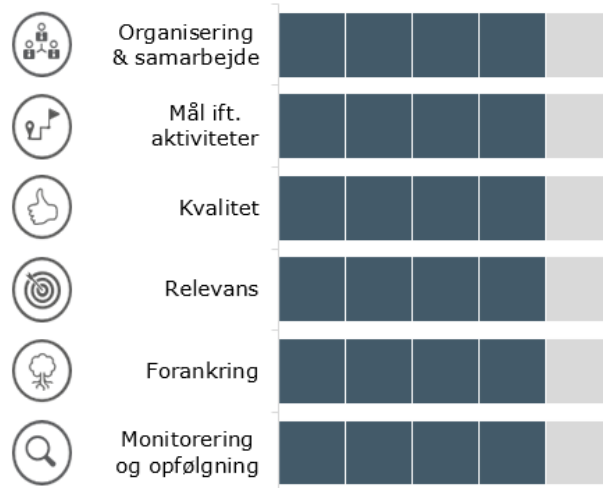 Organisering
& samarbejde
Mål ift.
aktiviteter
Kvalitet
Relevans
Forankring
Monitorering
og opfølgning